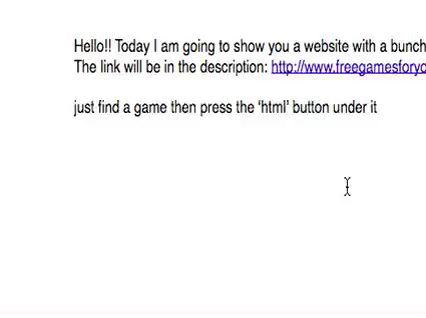 Hello!! Today I am going to show you a website with a bunch
The link will be in the description: http://www.freegamesforyo
just find a game then press the ‘html’ button under it